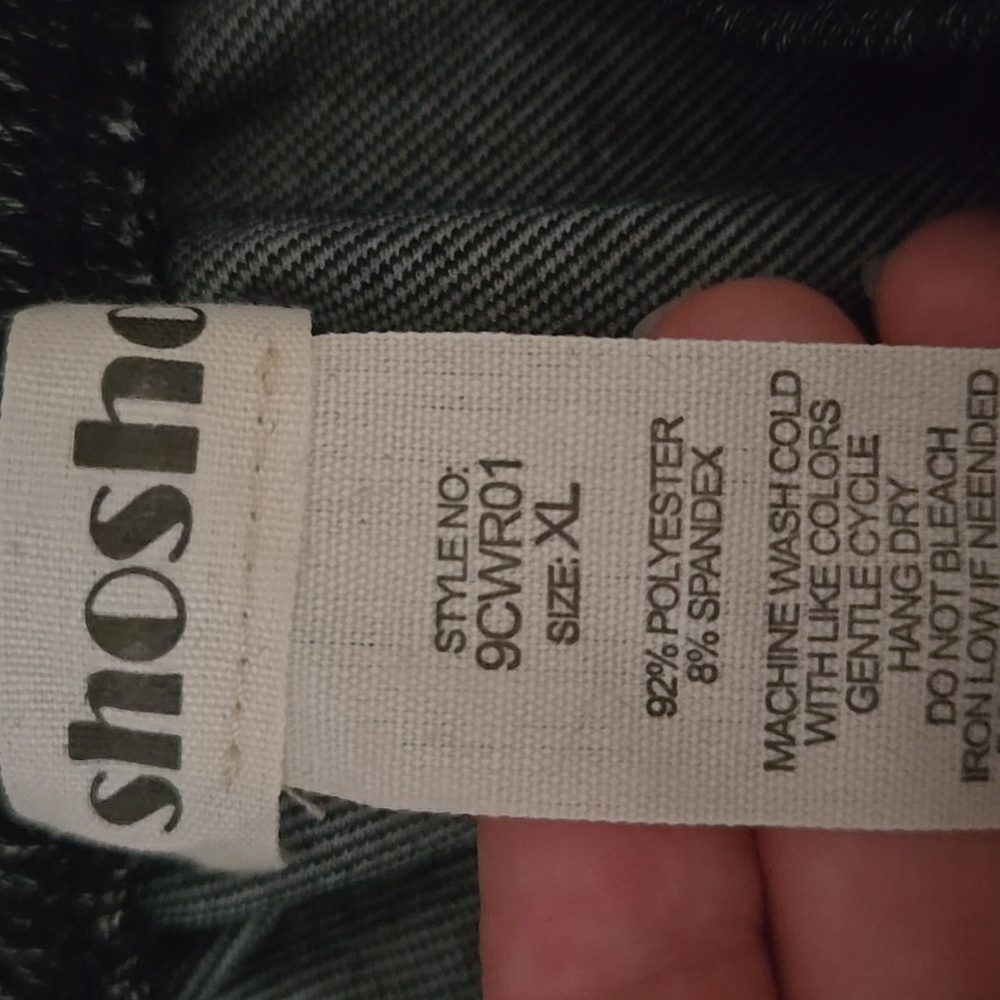 shosho
STYLE NO:
9CWR01
SIZE: XL
92% POLYESTER
8% SPANDEX
MACHINE WASH COLD
WITH LIKE COLORS
GENTLE CYCLE
HANG DRY
DO NOT BLEACH
IRON LOW IF NEENDED